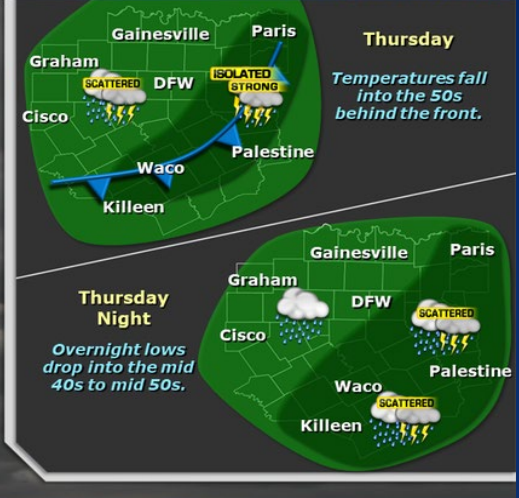 Gainesville
Paris
Thursday
Graham
SCATTERED
DFW
ISOLATED
STRONG
Temperatures fall
into the 50s
behind the front.
Cisco
Waco
Palestine
Killeen
Thursday
Night
Overnight lows
drop into the mid
40s to mid 50s.
Gainesville
Paris
Graham
DFW
SCATTERED
Cisco
Palestine
Waco
SCATTERED
Killeen